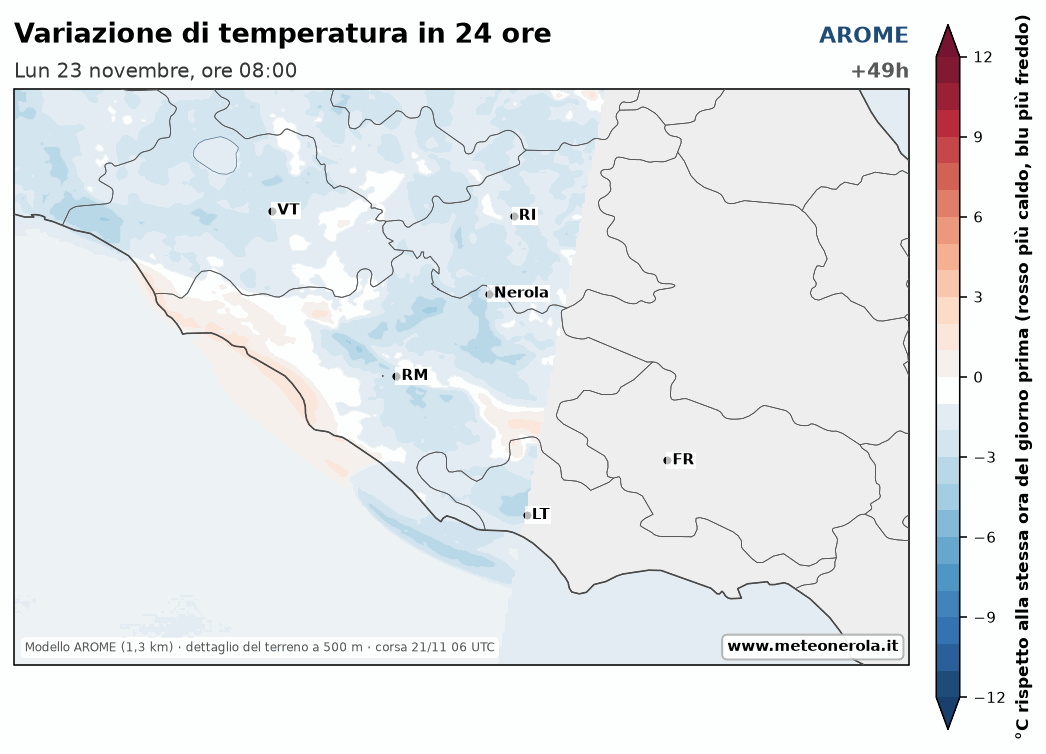 Variazione di temperatura in 24 ore
AROME
Lun 23 novembre, ore 08:00
+49h
VT
RI
Nerola
RM
FR
LT
Modello AROME (1,3 km) · dettaglio del terreno a 500 m · corsa 21/11 06 UTC
www.meteonerola.it
12
9
6
3
0
−3
−6
−9
−12
°C rispetto alla stessa ora del giorno prima (rosso più caldo, blu più freddo)